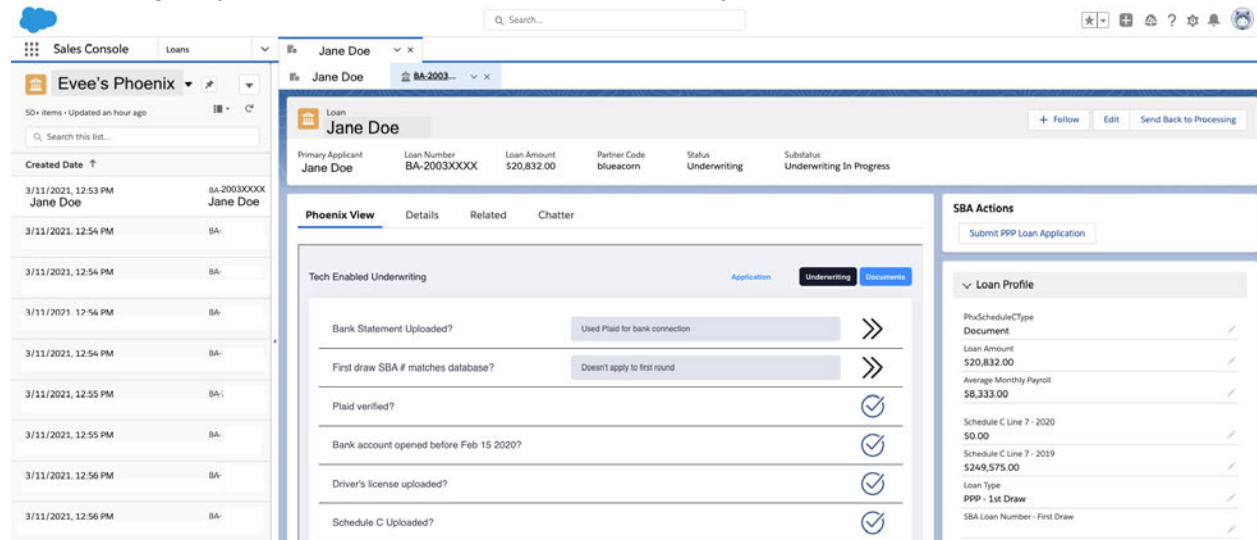 Search...
Sales Console
Loans
Jane Doe
Evee's Phoenix
50+ items • Updated an hour ago
Search this list...
Created Date ↑
3/11/2021, 12:53 PM
BA-2003XXXX
Jane Doe
Jane Doe
3/11/2021. 12:54 PM
BA-
3/11/2021, 12:54 PM
BA-
3/11/2021. 12:54 PM
BA-
3/11/2021, 12:54 PM
BA-
3/11/2021, 12:55 PM
BA-
3/11/2021, 12:55 PM
BA-
3/11/2021. 12:56 PM
BA-
3/11/2021, 12:56 PM
BA-
Jane Doe
BA-2003...
Loan
Jane Doe
+ Follow
Edit
Send Back to Processing
Primary Applicant
Jane Doe
Loan Number
BA-2003XXXX
Loan Amount
$20,832.00
Partner Code
blueacorn
Status
Underwriting
Substatus
Underwriting In Progress
Phoenix View
Details
Related
Chatter
Tech Enabled Underwriting
Application
Underwriting
Documents
Bank Statement Uploaded?
Used Plaid for bank connection
First draw SBA # matches database?
Doesn't apply to first round
Plaid verified?
Bank account opened before Feb 15 2020?
Driver's license uploaded?
Schedule C Uploaded?
SBA Actions
Submit PPP Loan Application
Loan Profile
PhxScheduleCType
Document
Loan Amount
$20,832.00
Average Monthly Payroll
$8,333.00
Schedule C Line 7 - 2020
$0.00
Schedule C Line 7 - 2019
$249,575.00
Loan Type
PPP - 1st Draw
SBA Loan Number - First Draw